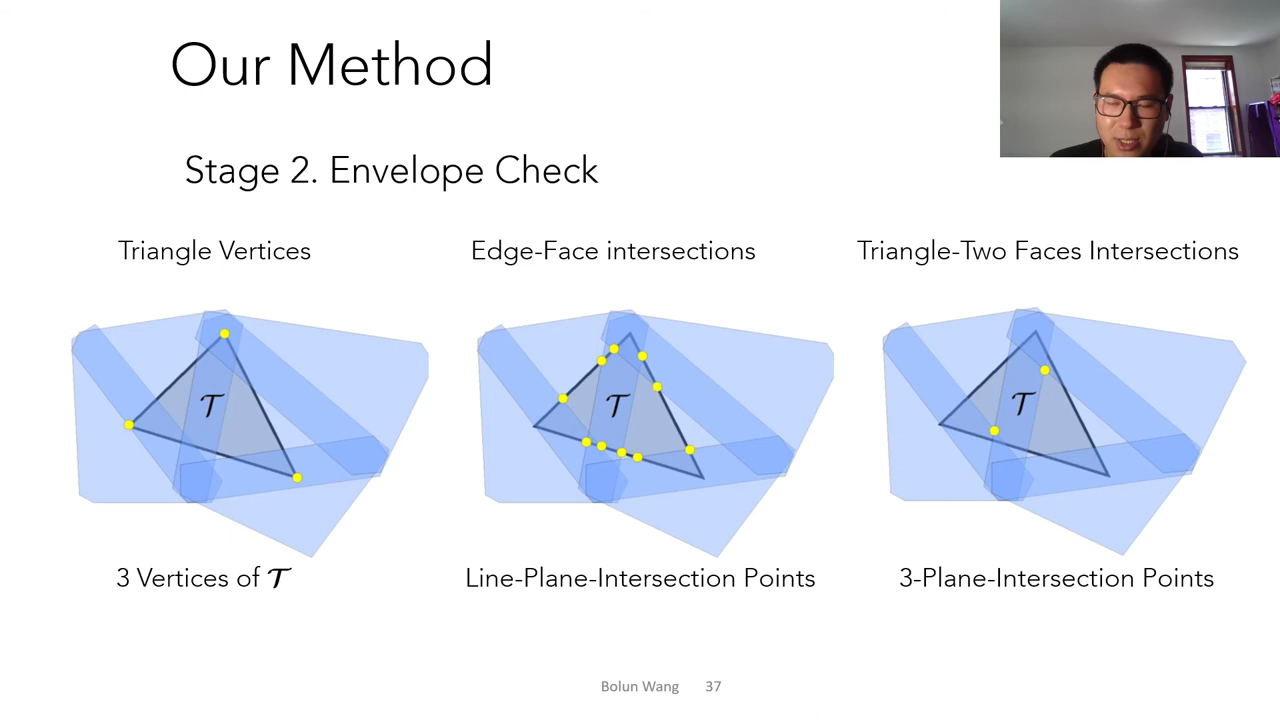 Our Method
Stage 2. Envelope Check
Triangle Vertices
Edge-Face intersections
Triangle-Two Faces Intersections
𝒯
𝒯
𝒯
3 Vertices of 𝒯
Line-Plane-Intersection Points
3-Plane-Intersection Points
Bolun Wang 37